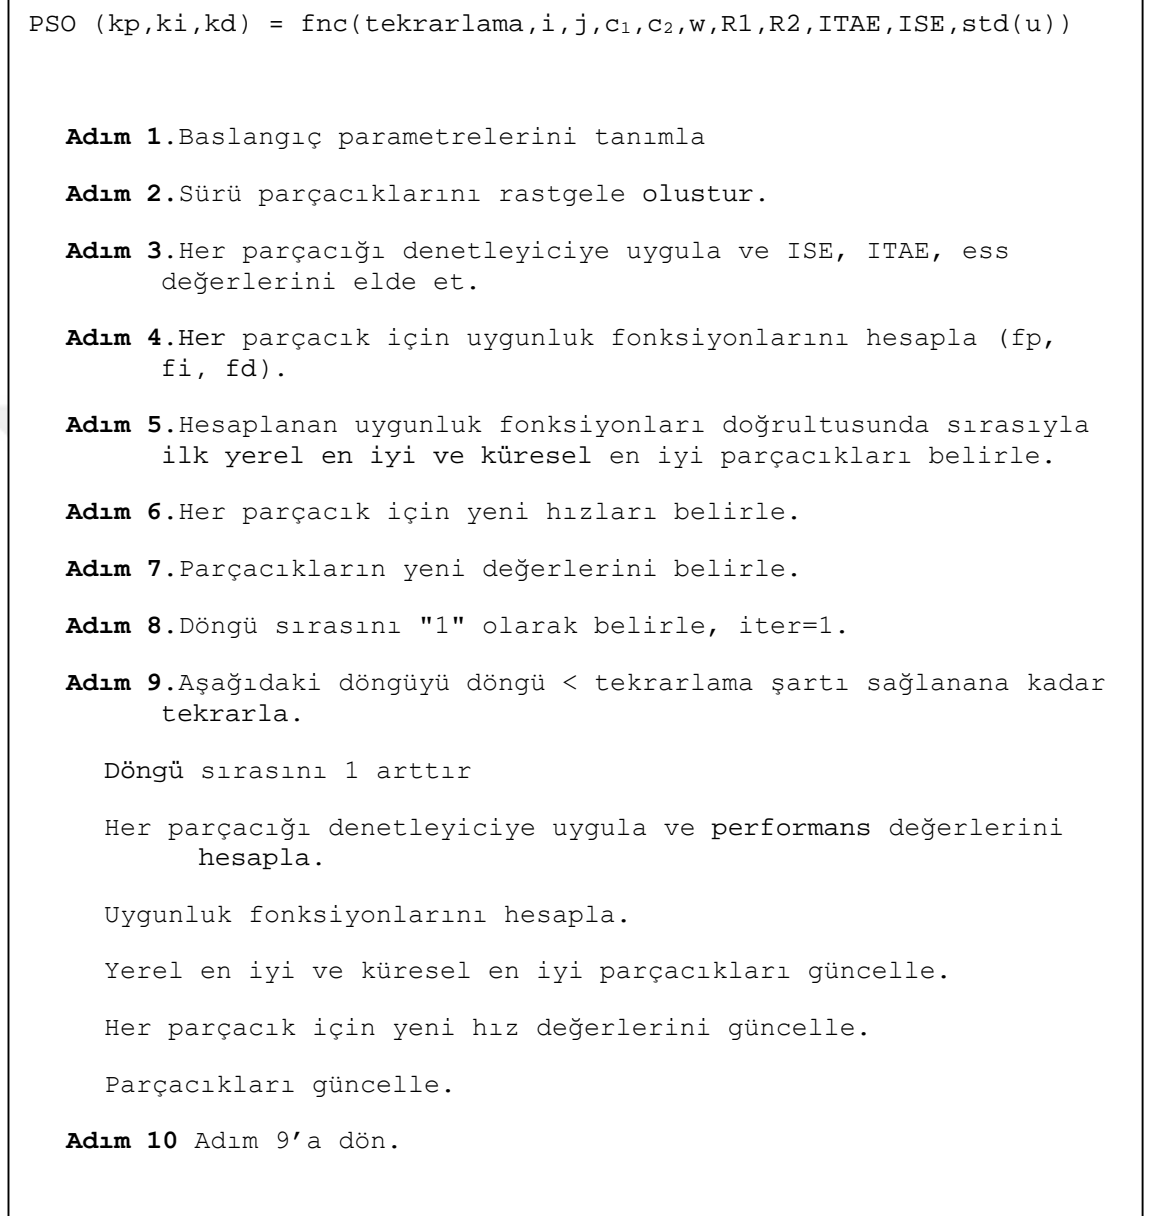 PSO (kp,ki,kd) = fnc(tekrarlama,i,j,c₁,c₂,w,R1,R2,ITAE,ISE,std(u))
Adım 1.Baslangıç parametrelerini tanımla
Adım 2.Sürü parçacıklarını rastgele olustur.
Adım 3.Her parçacığı denetleyiciye uygula ve ISE, ITAE, ess
değerlerini elde et.
Adım 4.Her parçacık için uygunluk fonksiyonlarını hesapla (fp,
fi, fd).
Adım 5.Hesaplanan uygunluk fonksiyonları doğrultusunda sırasıyla
ilk yerel en iyi ve küresel en iyi parçacıkları belirle.
Adım 6.Her parçacık için yeni hızları belirle.
Adım 7.Parçacıkların yeni değerlerini belirle.
Adım 8.Döngü sırasını "1" olarak belirle, iter=1.
Adım 9.Aşağıdaki döngüyü döngü < tekrarlama şartı sağlanana kadar
tekrarla.
Döngü sırasını 1 arttır
Her parçacığı denetleyiciye uygula ve performans değerlerini
hesapla.
Uygunluk fonksiyonlarını hesapla.
Yerel en iyi ve küresel en iyi parçacıkları güncelle.
Her parçacık için yeni hız değerlerini güncelle.
Parçacıkları güncelle.
Adım 10 Adım 9’a dön.